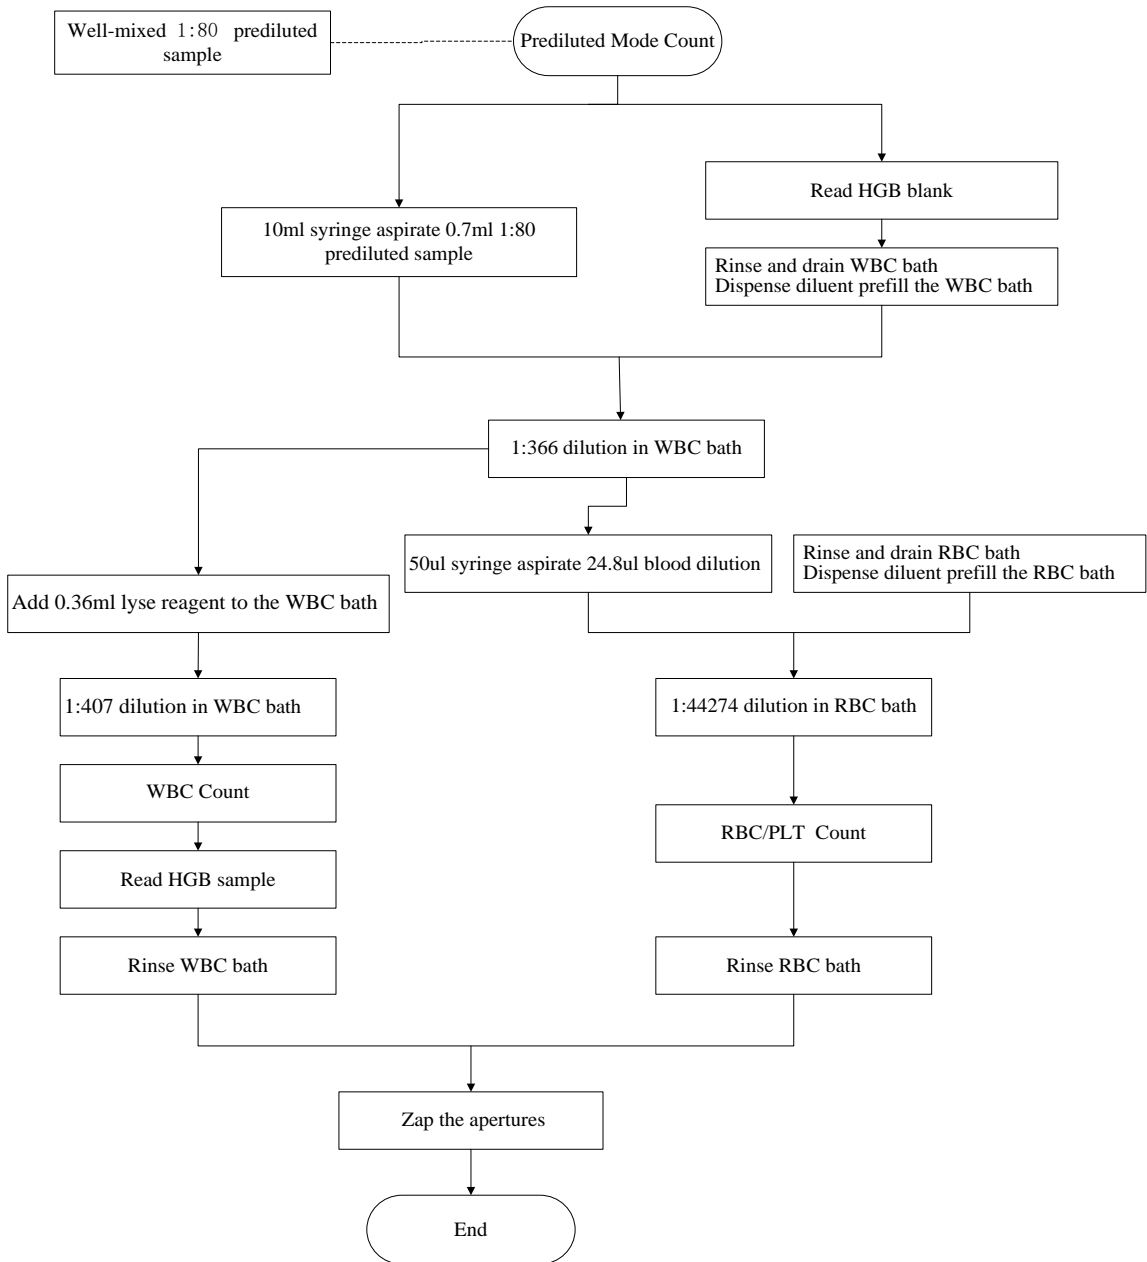 Well-mixed 1:80 prediluted
sample
Prediluted Mode Count
Read HGB blank
10ml syringe aspirate 0.7ml 1:80
prediluted sample
Rinse and drain WBC bath
Dispense diluent prefill the WBC bath
1:366 dilution in WBC bath
50ul syringe aspirate 24.8ul blood dilution
Rinse and drain RBC bath
Dispense diluent prefill the RBC bath
Add 0.36ml lyse reagent to the WBC bath
1:407 dilution in WBC bath
1:44274 dilution in RBC bath
WBC Count
RBC/PLT Count
Read HGB sample
Rinse WBC bath
Rinse RBC bath
Zap the apertures
End